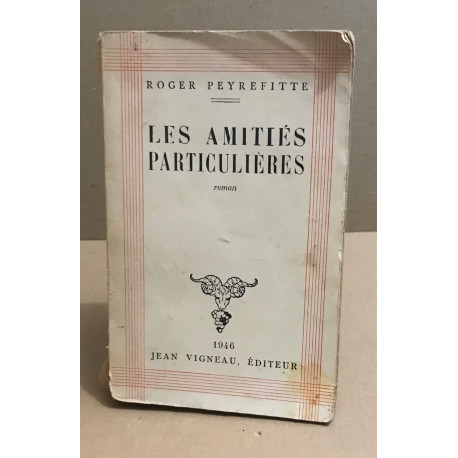 ROGER PEYREFITTE
LES AMITIÉS
PARTICULIÈRES
roman
1946
JEAN VIGNEAU, ÉDITEUR